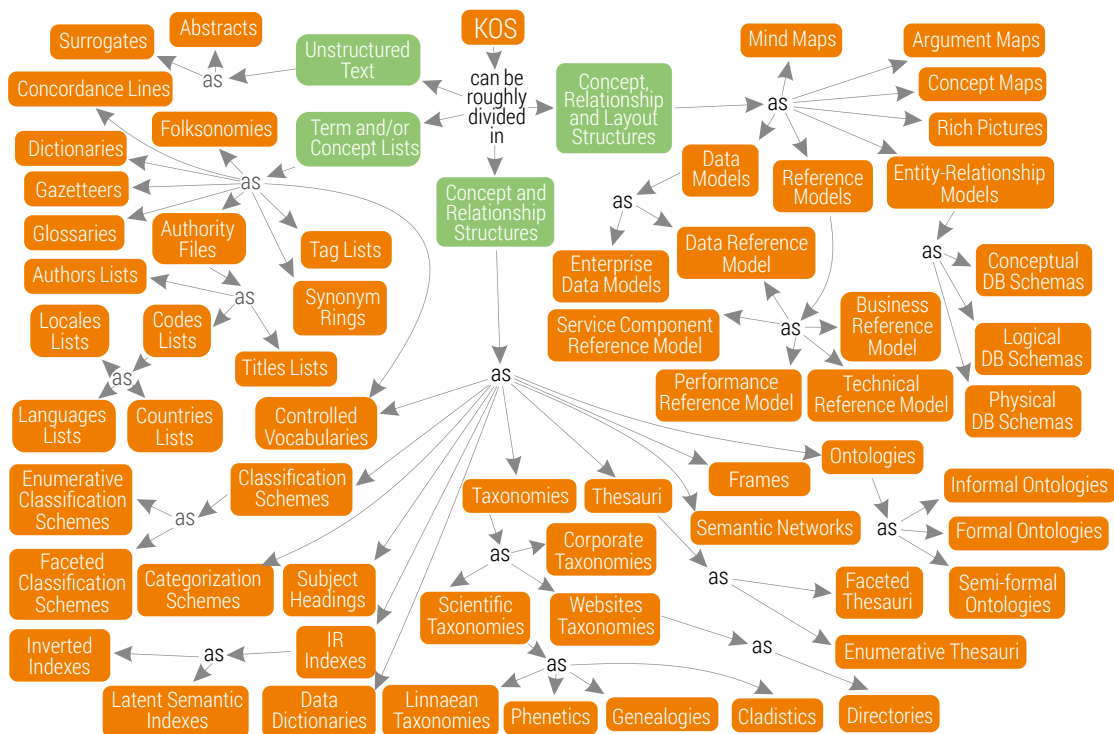 KOS
can be
roughly
divided
in
Unstructured
Text
as
Surrogates
Abstracts
Term and/or
Concept Lists
as
Concordance Lines
Folksonomies
Dictionaries
Gazetteers
Glossaries
Authority
Files
Tag Lists
Synonym
Rings
as
Authors Lists
Codes
Lists
Titles Lists
as
Locales
Lists
Languages
Lists
Countries
Lists
Controlled
Vocabularies
Concept,
Relationship
and Layout
Structures
as
Mind Maps
Argument Maps
Concept Maps
Rich Pictures
Data
Models
Reference
Models
Entity-Relationship
Models
as
Enterprise
Data Models
Data Reference
Model
as
Service Component
Reference Model
Business
Reference
Model
Performance
Reference Model
Technical
Reference Model
as
Conceptual
DB Schemas
Logical
DB Schemas
Physical
DB Schemas
Concept and
Relationship
Structures
as
Classification
Schemes
as
Enumerative
Classification
Schemes
Faceted
Classification
Schemes
Categorization
Schemes
Subject
Headings
IR
Indexes
as
Inverted
Indexes
Latent Semantic
Indexes
Data
Dictionaries
Taxonomies
as
Corporate
Taxonomies
Scientific
Taxonomies
Websites
Taxonomies
as
Linnaean
Taxonomies
Phenetics
Genealogies
Cladistics
as
Directories
Thesauri
as
Faceted
Thesauri
Enumerative Thesauri
Semantic Networks
Frames
Ontologies
as
Informal Ontologies
Formal Ontologies
Semi-formal
Ontologies